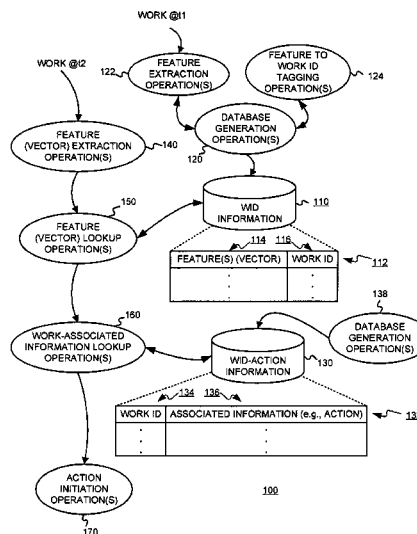 WORK @t1
WORK @t2
122
FEATURE
EXTRACTION
OPERATION(S)
FEATURE TO
WORK ID
TAGGING
OPERATION(S)
124
FEATURE
(VECTOR) EXTRACTION
OPERATION(S)
140
DATABASE
GENERATION
OPERATION(S)
120
150
FEATURE
(VECTOR) LOOKUP
OPERATION(S)
WID
INFORMATION
110
114
116
FEATURE(S) (VECTOR)
WORK ID
112
138
DATABASE
GENERATION
OPERATION(S)
160
WORK-ASSOCIATED
INFORMATION LOOKUP
OPERATION(S)
WID-ACTION
INFORMATION
130
134
136
WORK ID
ASSOCIATED INFORMATION (e.g., ACTION)
ACTION
INITIATION
OPERATION(S)
170
100